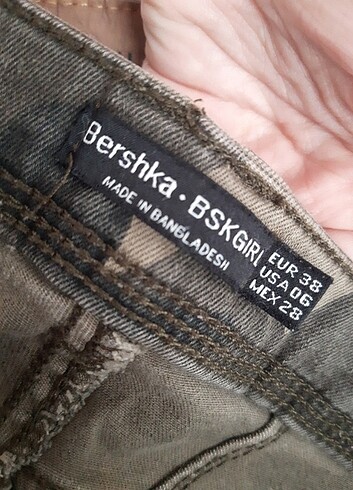 Bershka · BSKGIRL
MADE IN BANGLADESH
EUR 38
USA 06
MEX 28